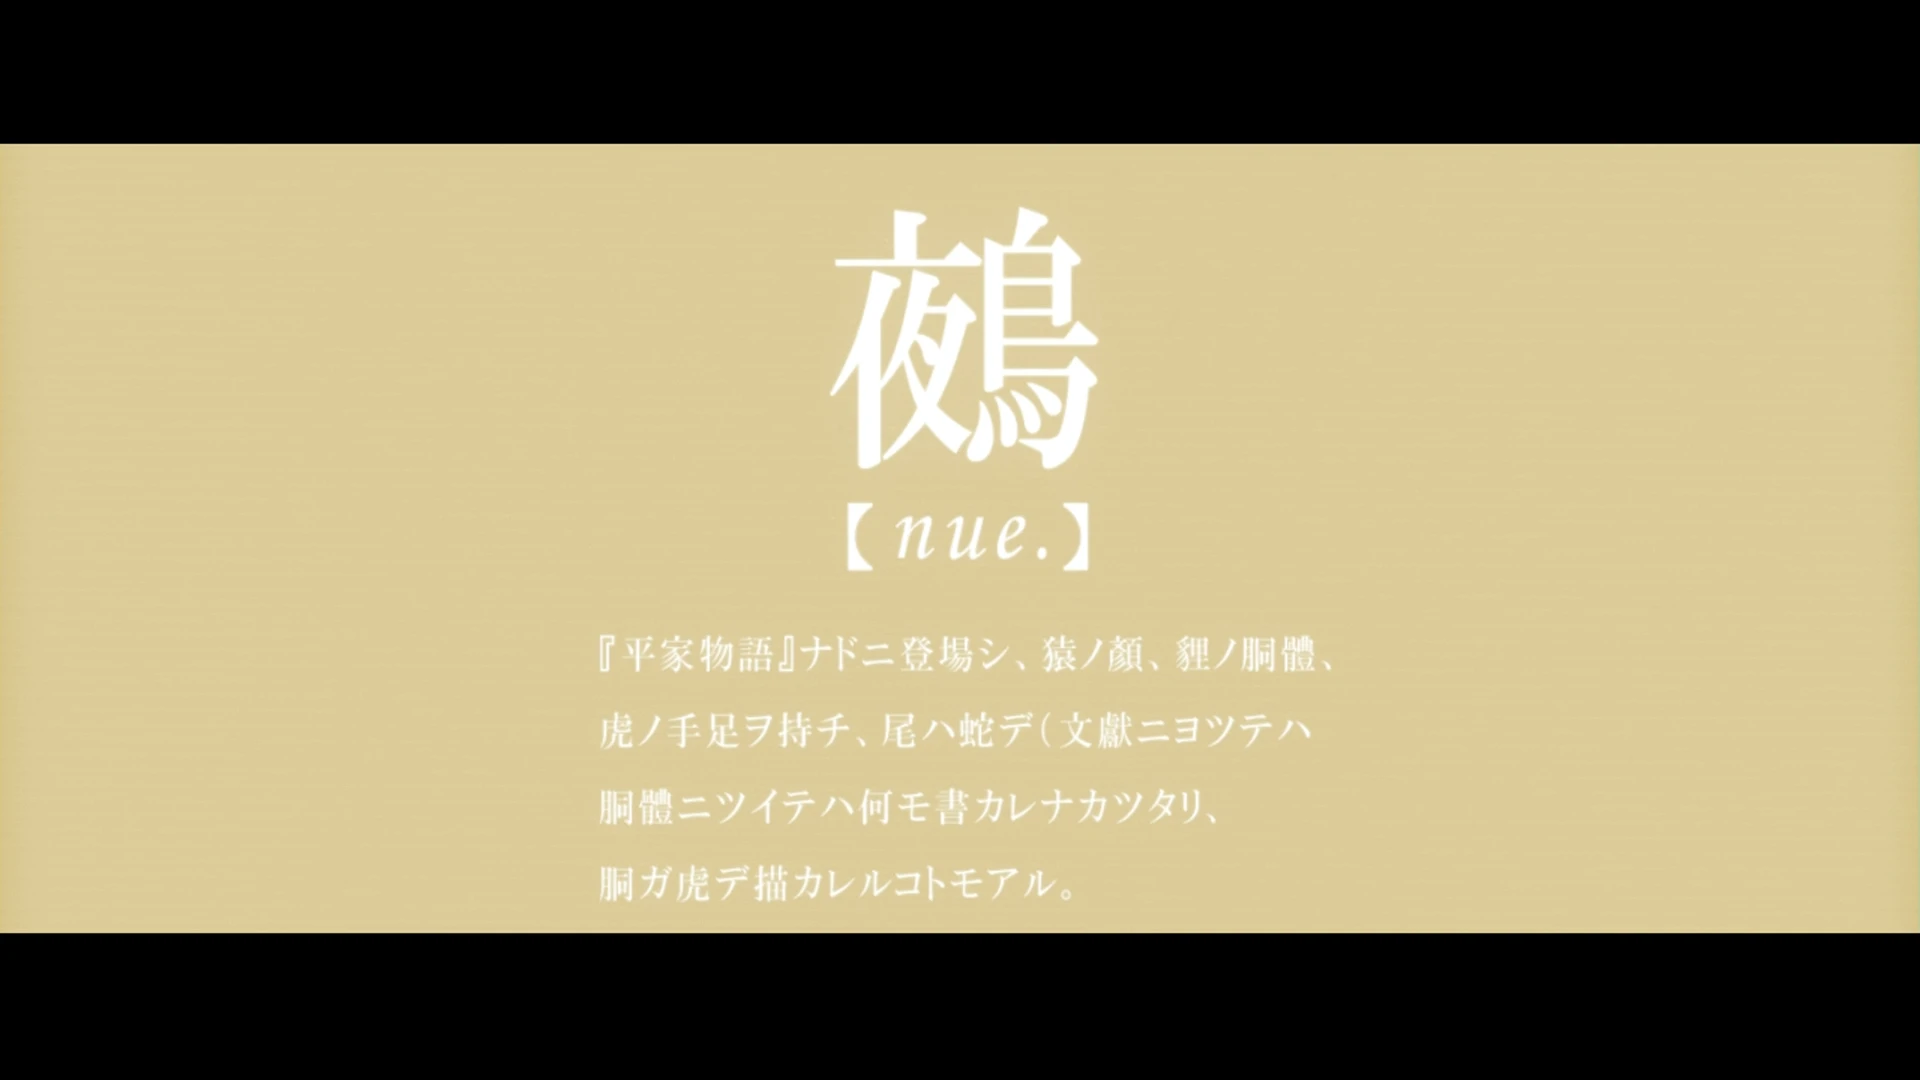 鵺
【nue.】
『平家物語』ナドニ登場シ、猿ノ顏、貍ノ胴體、
虎ノ手足ヲ持チ、尾ハ蛇デ（文獻ニヨツテハ
胴體ニツイテハ何モ書カレナカツタリ、
胴ガ虎デ描カレルコトモアル。